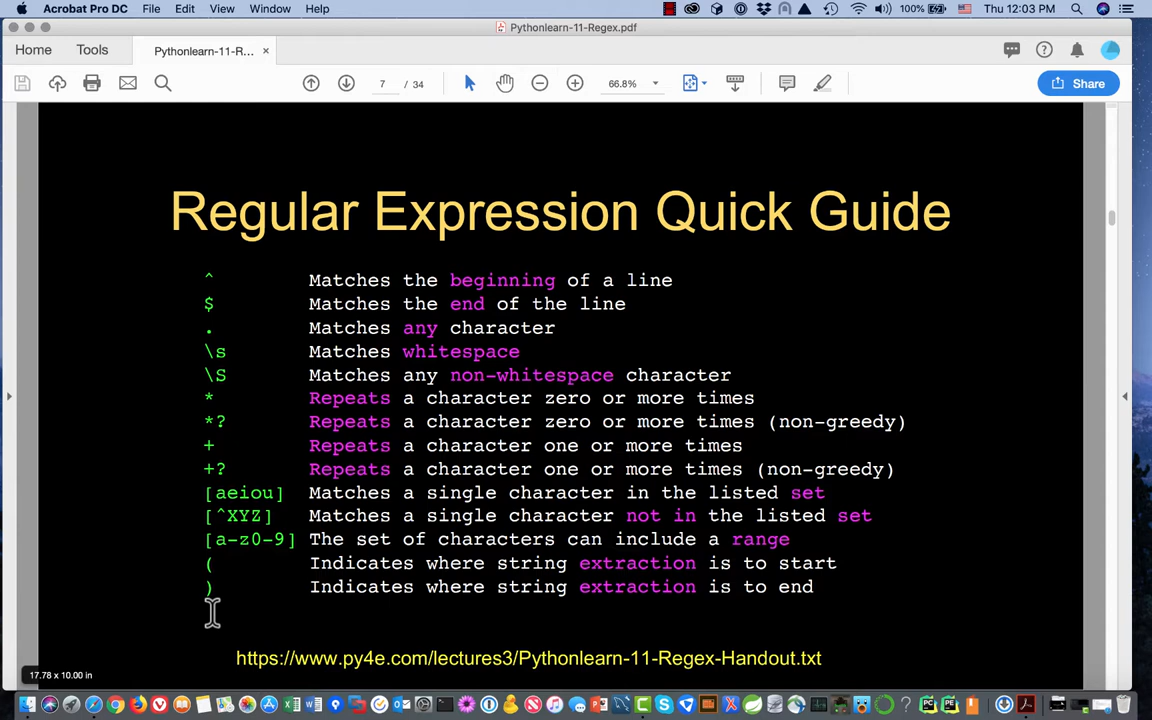 Acrobat Pro DC File Edit View Window Help 100% Thu 12:03 PM
Pythonlearn-11-Regex.pdf
Home Tools Pythonlearn-11-R... ×
7 / 34 66.8% Share
Regular Expression Quick Guide
^ Matches the beginning of a line
$ Matches the end of the line
. Matches any character
\s Matches whitespace
\S Matches any non-whitespace character
* Repeats a character zero or more times
*? Repeats a character zero or more times (non-greedy)
+ Repeats a character one or more times
+? Repeats a character one or more times (non-greedy)
[aeiou] Matches a single character in the listed set
[^XYZ] Matches a single character not in the listed set
[a-z0-9] The set of characters can include a range
( Indicates where string extraction is to start
) Indicates where string extraction is to end
https://www.py4e.com/lectures3/Pythonlearn-11-Regex-Handout.txt
17.78 x 10.00 in